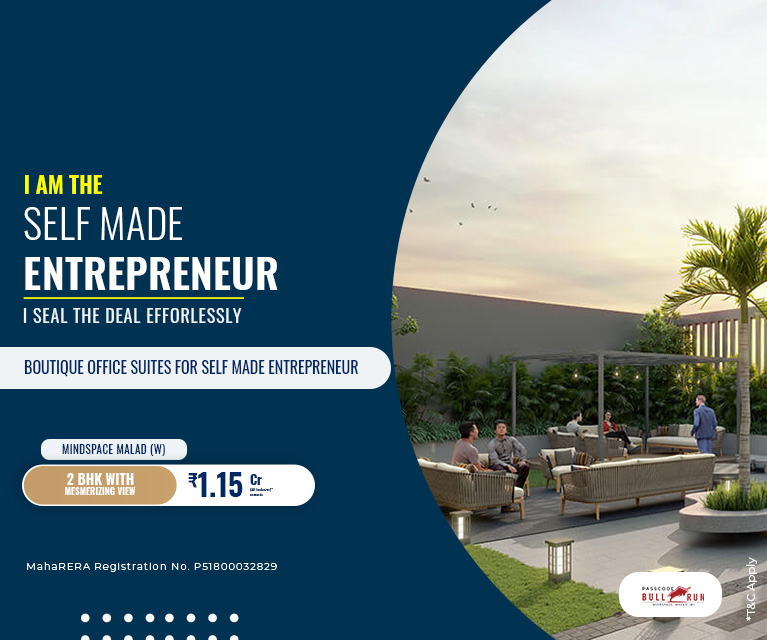 I AM THE
SELF MADE
ENTREPRENEUR
I SEAL THE DEAL EFFORLESSLY
BOUTIQUE OFFICE SUITES FOR SELF MADE ENTREPRENEUR
MINDSPACE MALAD (W)
2 BHK WITH
MESMERIZING VIEW
₹1.15 Cr
MahaRERA Registration No. P51800032829
PASSCODE
BULL RUN
*T&C Apply